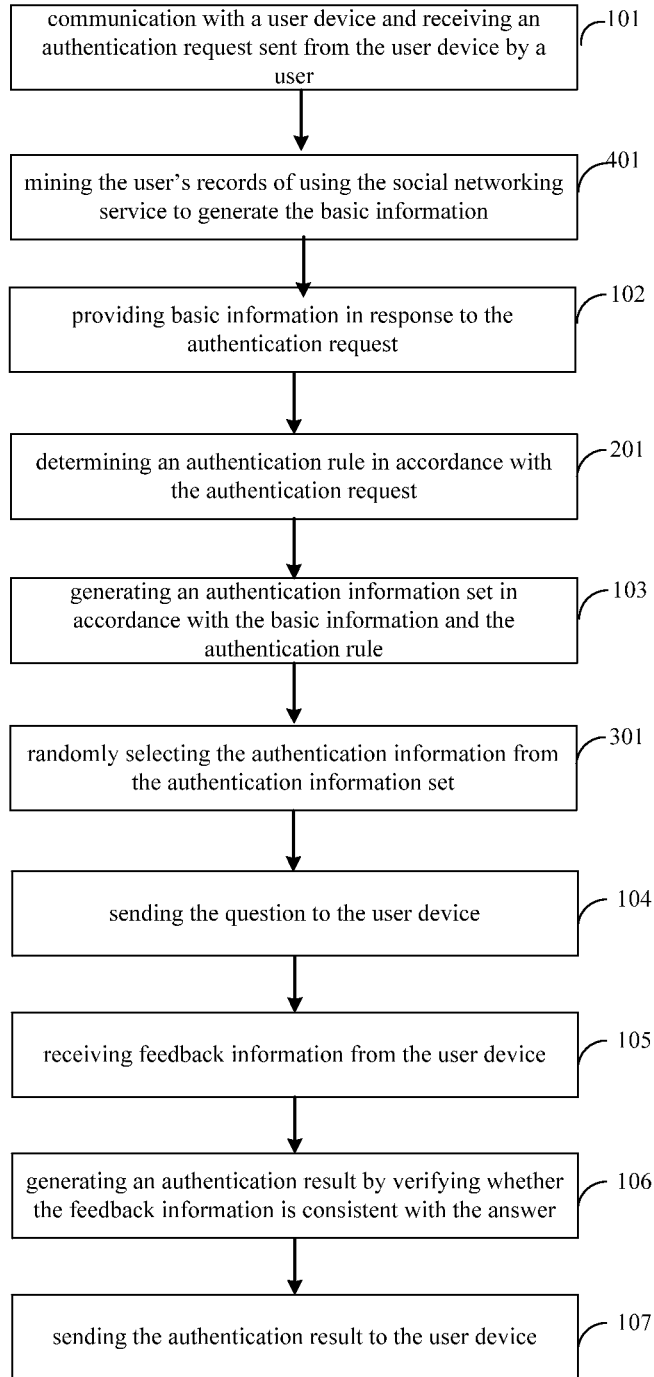 communication with a user device and receiving an
authentication request sent from the user device by a
user
101
mining the user's records of using the social networking
service to generate the basic information
401
providing basic information in response to the
authentication request
102
determining an authentication rule in accordance with
the authentication request
201
generating an authentication information set in
accordance with the basic information and the
authentication rule
103
randomly selecting the authentication information from
the authentication information set
301
sending the question to the user device
104
receiving feedback information from the user device
105
generating an authentication result by verifying whether
the feedback information is consistent with the answer
106
sending the authentication result to the user device
107